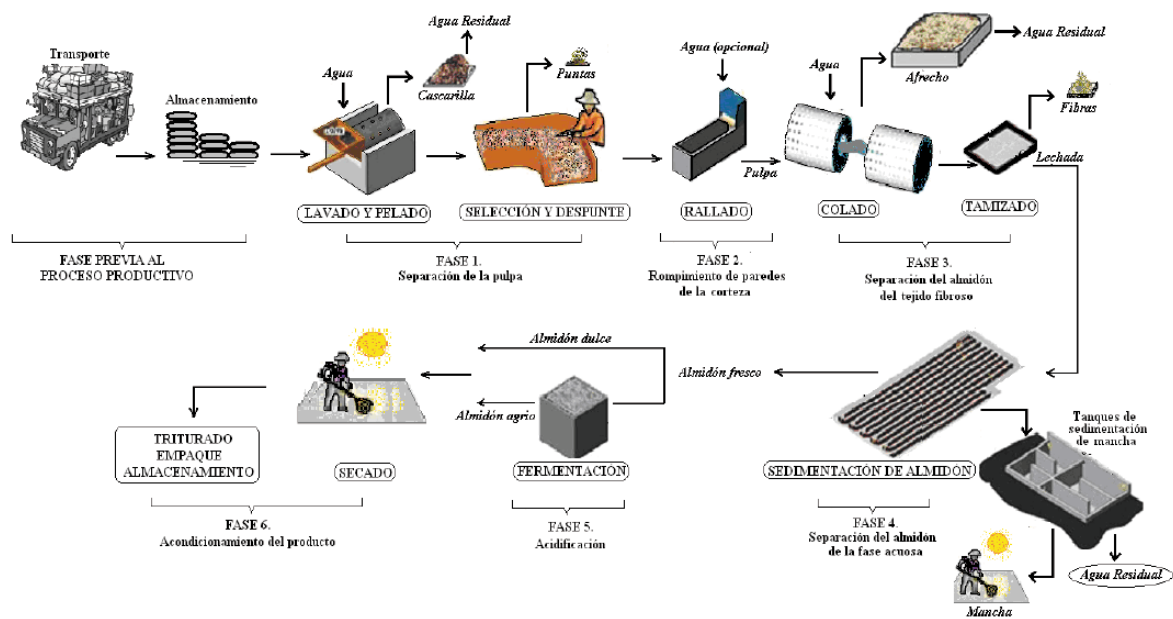 Transporte
Almacenamiento
Agua
Agua Residual
Cascarilla
Puntas
Agua (opcional)
Pulpa
Agua
Afrecho
Agua Residual
Fibras
Lechada
LAVADO Y PELADO
SELECCIÓN Y DESPUNTE
RALLADO
COLADO
TAMIZADO
FASE PREVIA AL
PROCESO PRODUCTIVO
FASE 1.
Separación de la pulpa
FASE 2.
Rompimiento de paredes
de la corteza
FASE 3.
Separación del almidón
del tejido fibroso
Almidón dulce
Almidón fresco
Almidón agrio
TRITURADO
EMPAQUE
ALMACENAMIENTO
SECADO
FERMENTACIÓN
SEDIMENTACIÓN DE ALMIDÓN
Tanques de
sedimentación
de mancha
FASE 6.
Acondicionamiento del producto
FASE 5.
Acidificación
FASE 4.
Separación del almidón
de la fase acuosa
Mancha
Agua Residual